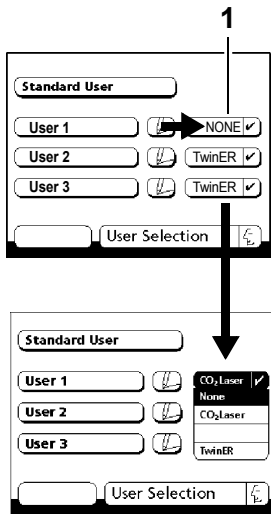 1
Standard User
User 1 NONE ✔
User 2 TwinER ✔
User 3 TwinER ✔
User Selection
Standard User
User 1 CO₂Laser ✔
None
User 2 CO₂Laser
User 3 TwinER
User Selection